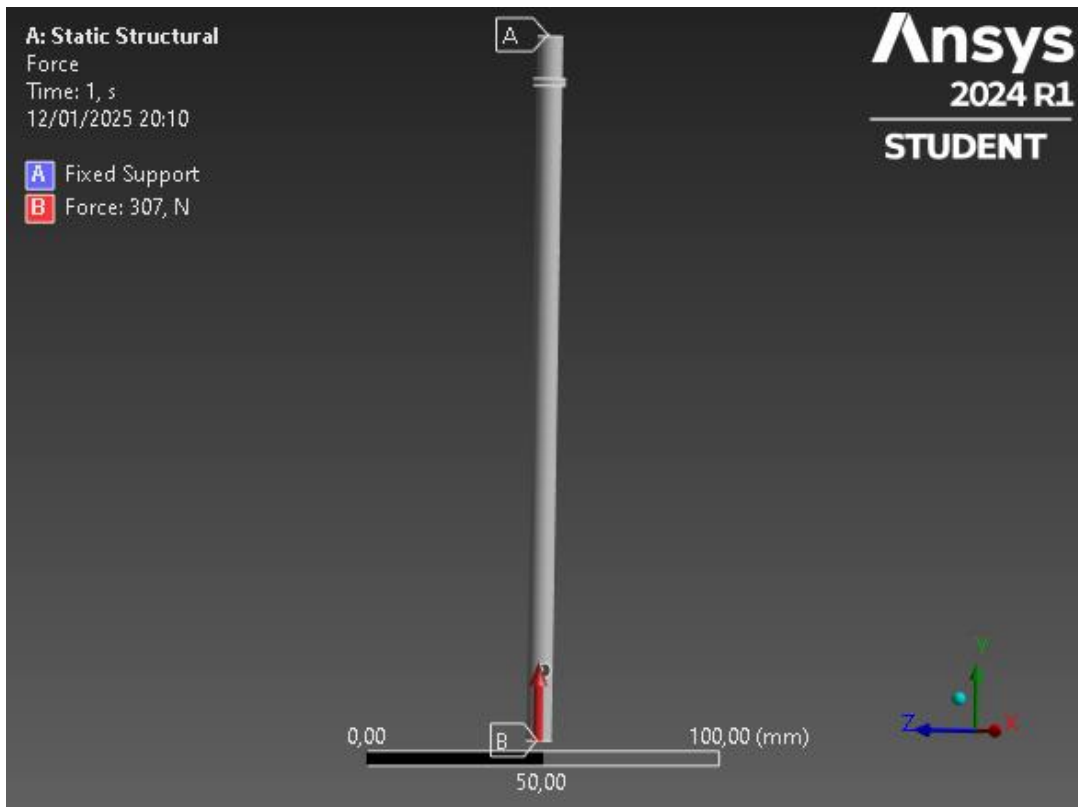 A: Static Structural
Force
Time: 1, s
12/01/2025 20:10
A Fixed Support
B Force: 307, N
A
Ansys
2024 R1
STUDENT
B
0,00
100,00 (mm)
50,00
Y
Z
X